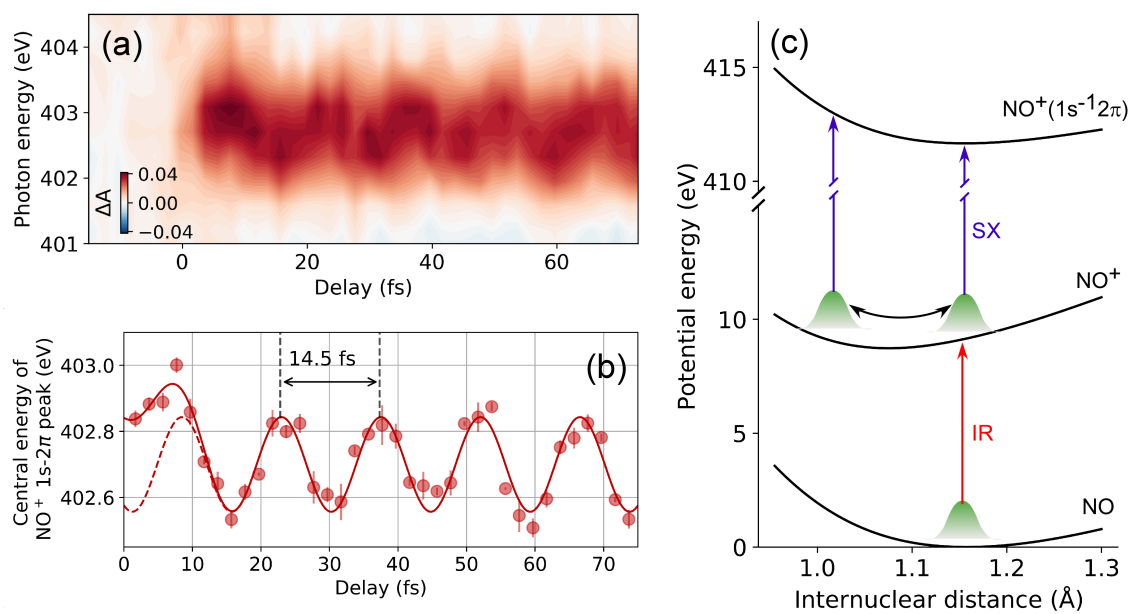 (a)
Photon energy (eV)
404
403
402
401
ΔA
0.04
0.00
−0.04
0
20
40
60
Delay (fs)
(b)
Central energy of
NO⁺ 1s-2π peak (eV)
403.0
402.8
402.6
14.5 fs
0
10
20
30
40
50
60
70
Delay (fs)
(c)
Potential energy (eV)
415
410
10
5
0
NO⁺(1s⁻¹2π)
SX
NO⁺
IR
NO
1.0
1.1
1.2
1.3
Internuclear distance (Å)